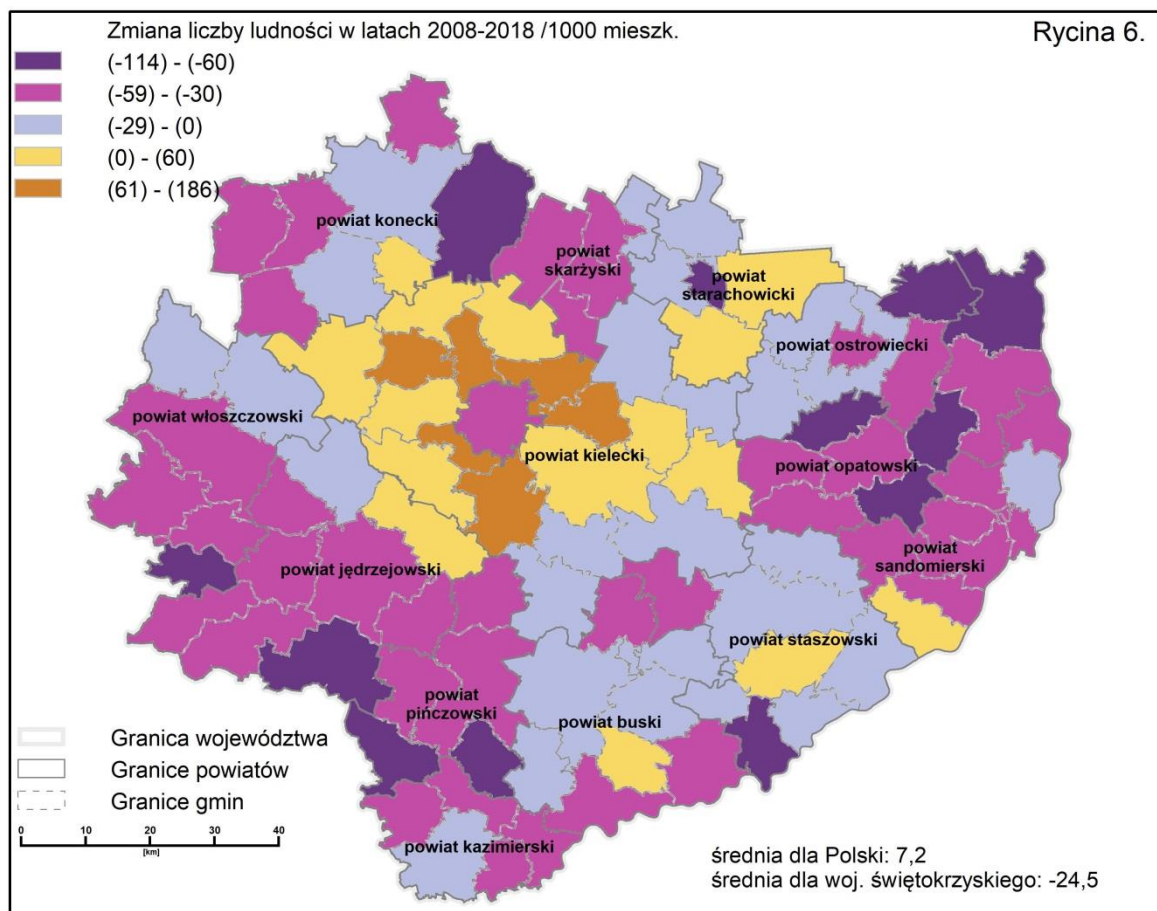 Zmiana liczby ludności w latach 2008-2018 /1000 mieszk.
Rycina 6.
(-114) - (-60)
(-59) - (-30)
(-29) - (0)
(0) - (60)
(61) - (186)
powiat konecki
powiat
skarżyski
powiat
starachowicki
powiat ostrowiecki
powiat włoszczowski
powiat kielecki
powiat opatowski
powiat jędrzejowski
powiat
sandomierski
powiat staszowski
powiat
pińczowski
powiat buski
powiat kazimierski
Granica województwa
Granice powiatów
Granice gmin
0 10 20 30 40
[km]
średnia dla Polski: 7,2
średnia dla woj. świętokrzyskiego: -24,5